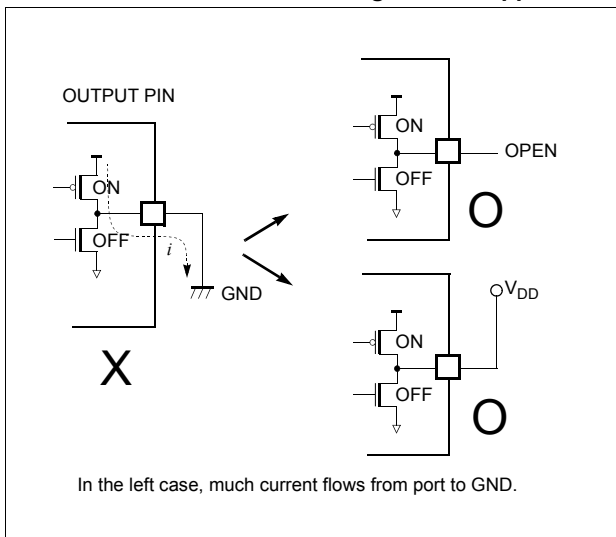 OUTPUT PIN
ON
OFF
i
GND
X
ON
OFF
OPEN
O
ON
OFF
VDD
O
In the left case, much current flows from port to GND.